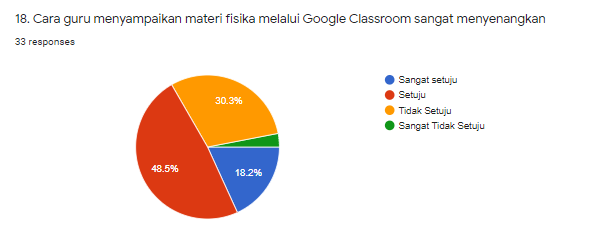 18. Cara guru menyampaikan materi fisika melalui Google Classroom sangat menyenangkan
33 responses
30.3%
48.5%
18.2%
Sangat setuju
Setuju
Tidak Setuju
Sangat Tidak Setuju